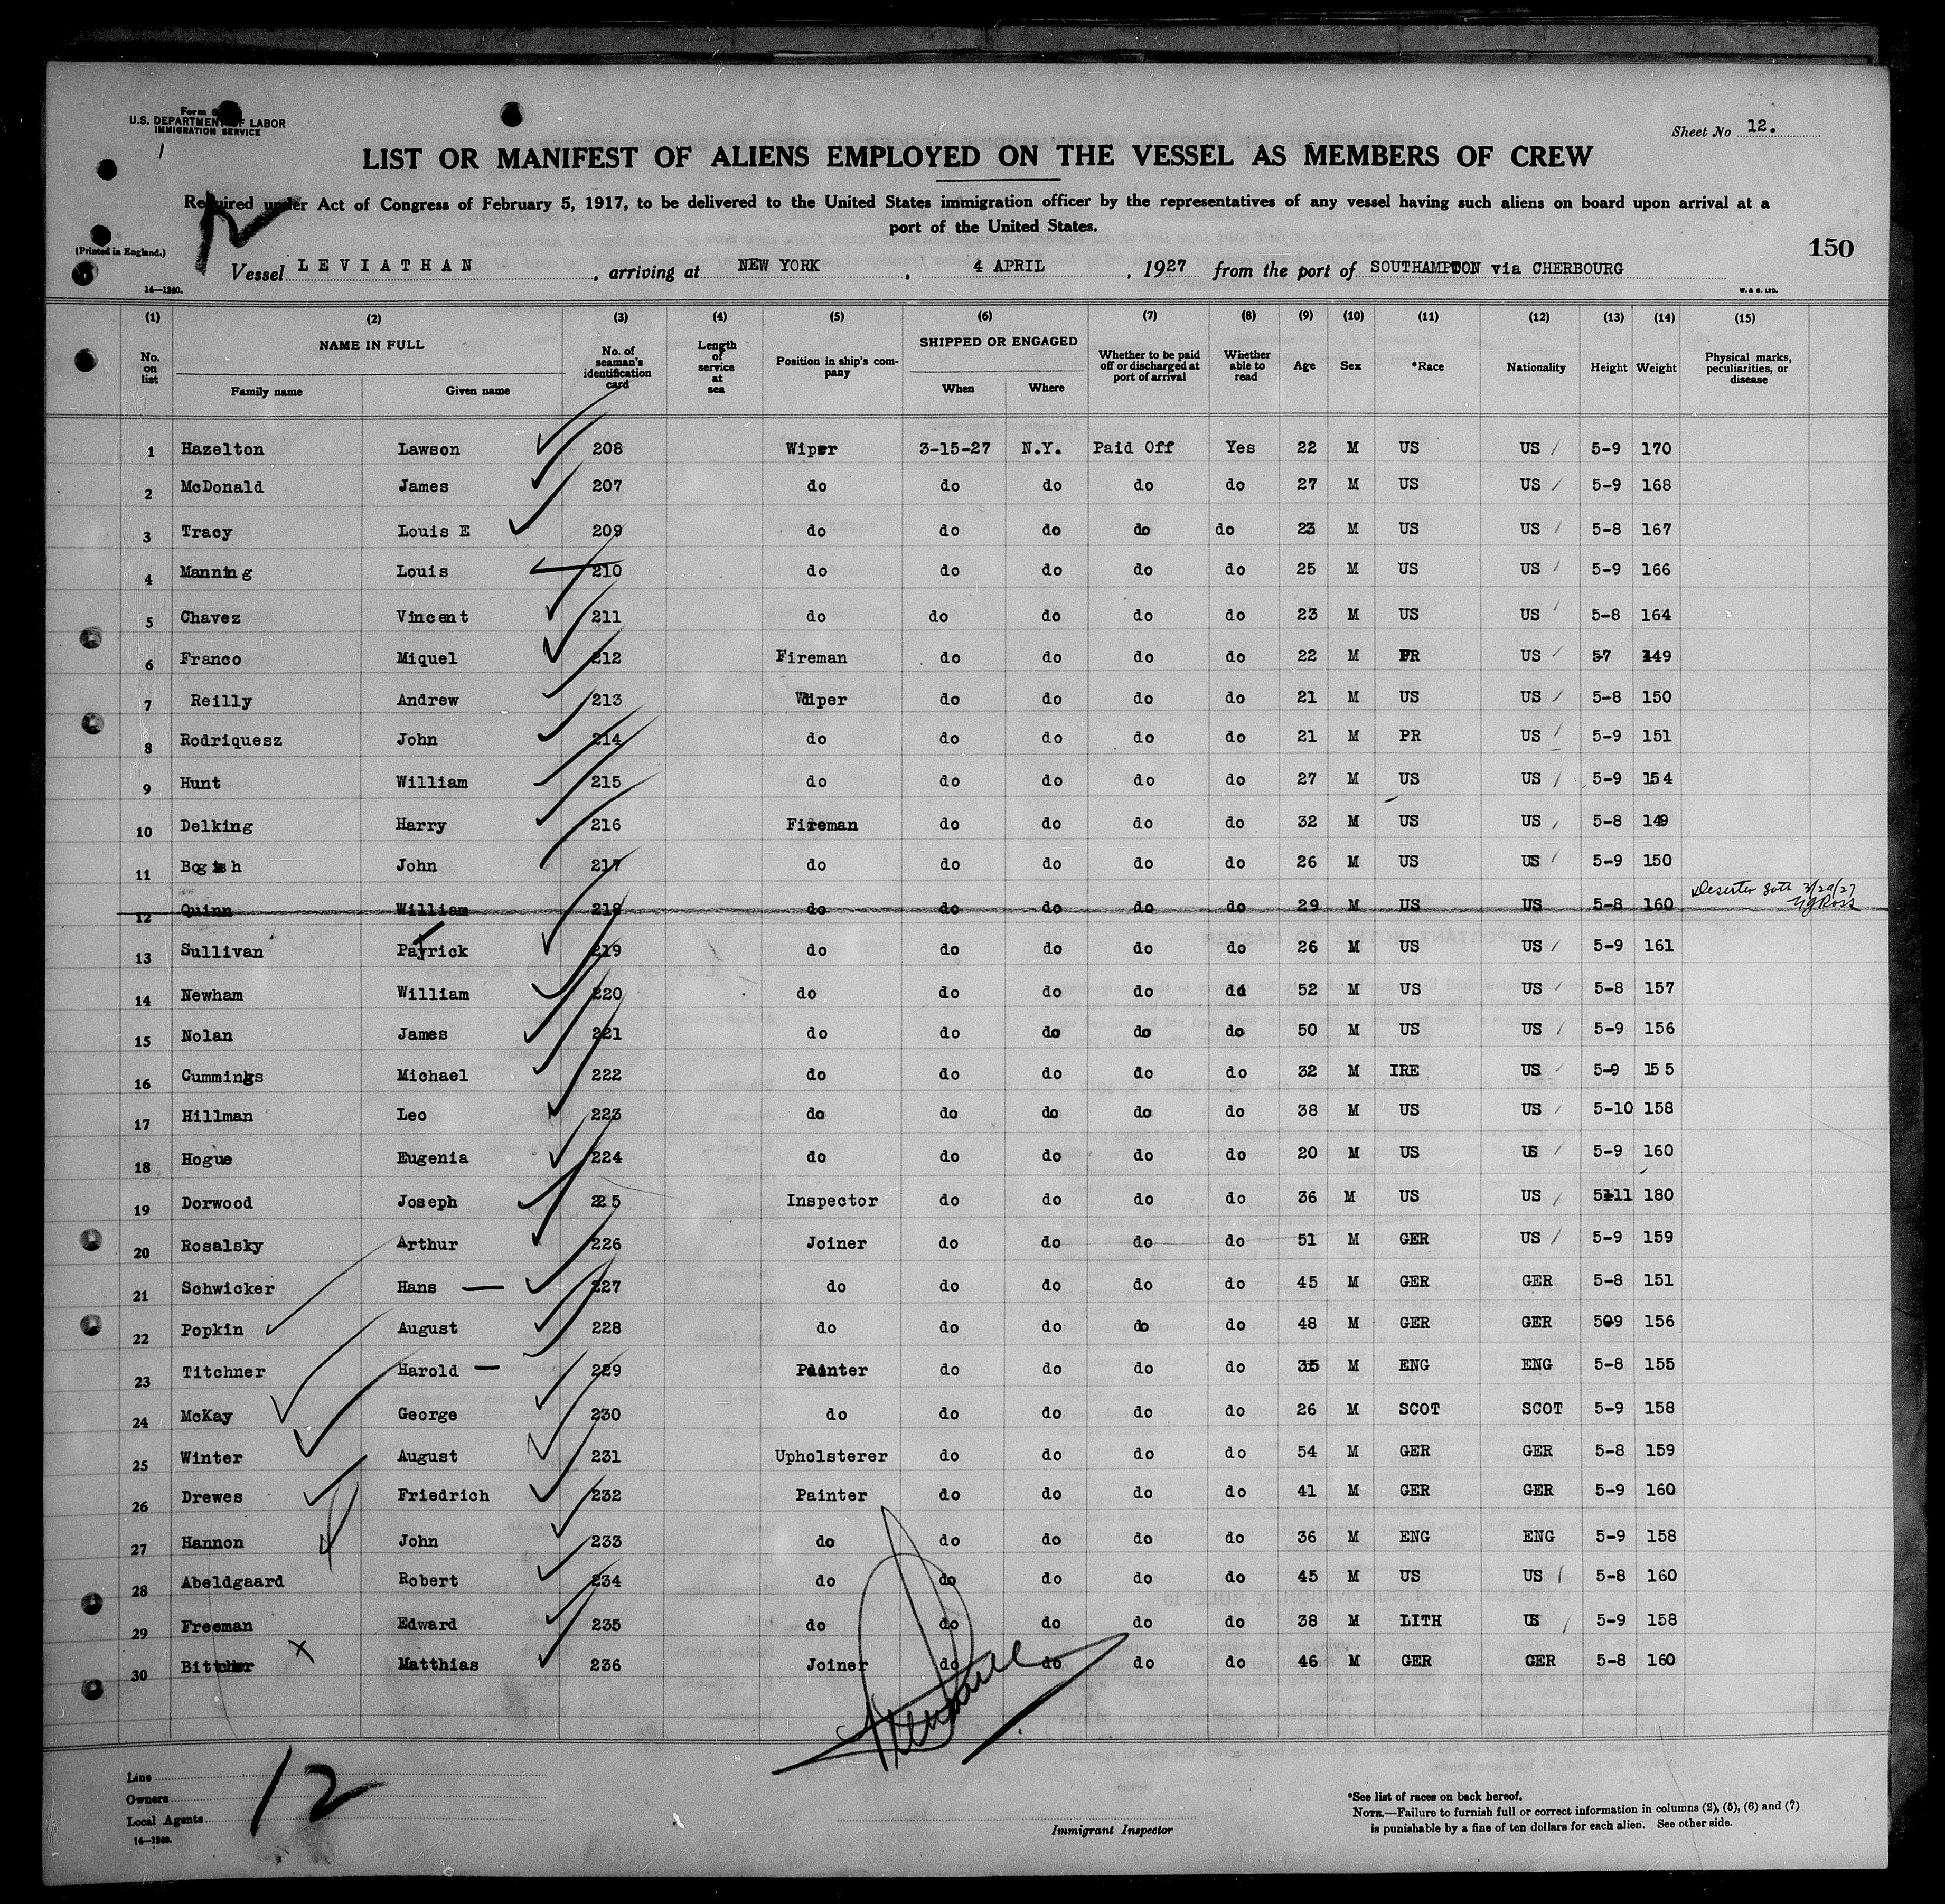 Form
U.S. DEPARTMENT OF LABOR
IMMIGRATION SERVICE
Sheet No 12.
LIST OR MANIFEST OF ALIENS EMPLOYED ON THE VESSEL AS MEMBERS OF CREW
12
Required under Act of Congress of February 5, 1917, to be delivered to the United States immigration officer by the representatives of any vessel having such aliens on board upon arrival at a
port of the United States.
(Printed in England.)
150
Vessel LEVIATHAN, arriving at NEW YORK, 4 APRIL, 1927 from the port of SOUTHAMPTON via CHERBOURG
14—1240.
W. & S. LTD.
(1) (2) (3) (4) (5) (6) (7) (8) (9) (10) (11) (12) (13) (14) (15)
No. on list NAME IN FULL Family name Given name No. of seaman's identification card Length of service at sea Position in ship's company SHIPPED OR ENGAGED When Where Whether to be paid off or discharged at port of arrival Whether able to read Age Sex *Race Nationality Height Weight Physical marks, peculiarities, or disease
1 Hazelton Lawson 208 Wiper 3-15-27 N.Y. Paid Off Yes 22 M US US 5-9 170
2 McDonald James 207 do do do do do 27 M US US 5-9 168
3 Tracy Louis E 209 do do do do do 23 M US US 5-8 167
4 Manning Louis 210 do do do do do 25 M US US 5-9 166
5 Chavez Vincent 211 do do do do do 23 M US US 5-8 164
6 Franco Miquel 212 Fireman do do do do 22 M PR US 5-7 149
7 Reilly Andrew 213 Wiper do do do do 21 M US US 5-8 150
8 Rodriquesz John 214 do do do do do 21 M PR US 5-9 151
9 Hunt William 215 do do do do do 27 M US US 5-9 154
10 Delking Harry 216 Fireman do do do do 32 M US US 5-8 149
11 John 217 do do do do do 26 M US US 5-9 150
12 Quinn William 218 do do do do do 29 M US US 5-8 160 Deserter 3/29/27 Ross
13 Sullivan Patrick 219 do do do do do 26 M US US 5-9 161
14 Newham William 220 do do do do do 52 M US US 5-8 157
15 Nolan James 221 do do do do do 50 M US US 5-9 156
16 Cummings Michael 222 do do do do do 32 M IRE US 5-9 155
17 Hillman Leo 223 do do do do do 38 M US US 5-10 158
18 Hogue Eugenia 224 do do do do do 20 M US US 5-9 160
19 Dorwood Joseph 225 Inspector do do do do 36 M US US 5-11 180
20 Rosalsky Arthur 226 Joiner do do do do 51 M GER US 5-9 159
21 Schwicker Hans 227 do do do do do 45 M GER GER 5-8 151
22 Popkin August 228 do do do do do 48 M GER GER 5-9 156
23 Titchner Harold 229 Painter do do do do 35 M ENG ENG 5-8 155
24 McKay George 230 do do do do do 26 M SCOT SCOT 5-9 158
25 Winter August 231 Upholsterer do do do do 54 M GER GER 5-8 159
26 Drewes Friedrich 232 Painter do do do do 41 M GER GER 5-9 160
27 Hannon John 233 do do do do do 36 M ENG ENG 5-9 158
28 Abeldgaard Robert 234 do do do do do 45 M US US 5-8 160
29 Freeman Edward 235 do do do do do 38 M LITH US 5-9 158
30 Bittcher Matthias 236 Joiner do do do do 46 M GER GER 5-8 160
Line
Owners
Local Agents
14—1240.
12
Immigrant Inspector
*See list of races on back hereof.
NOTE.—Failure to furnish full or correct information in columns (2), (5), (6) and (7)
is punishable by a fine of ten dollars for each alien. See other side.